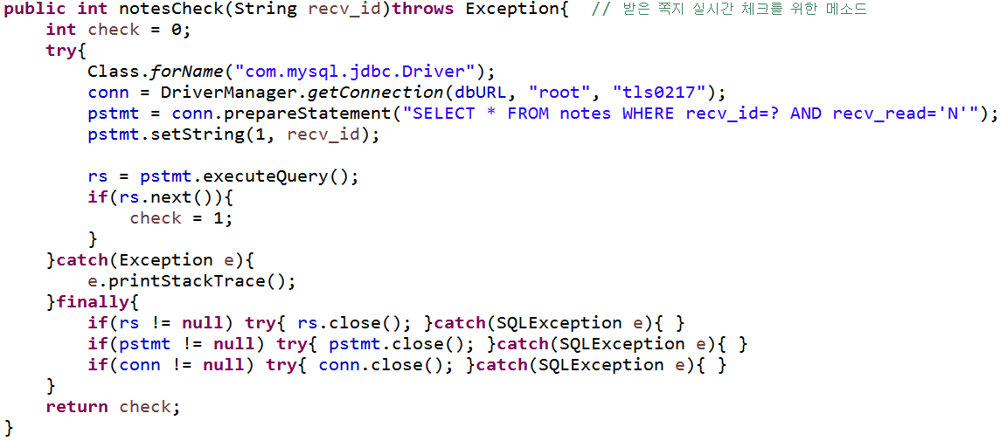 public int notesCheck(String recv_id)throws Exception{  // 받은 쪽지 실시간 체크를 위한 메소드
    int check = 0;
    try{
        Class.forName("com.mysql.jdbc.Driver");
        conn = DriverManager.getConnection(dbURL, "root", "tls0217");
        pstmt = conn.prepareStatement("SELECT * FROM notes WHERE recv_id=? AND recv_read='N'");
        pstmt.setString(1, recv_id);

        rs = pstmt.executeQuery();
        if(rs.next()){
            check = 1;
        }
    }catch(Exception e){
        e.printStackTrace();
    }finally{
        if(rs != null) try{ rs.close(); }catch(SQLException e){ }
        if(pstmt != null) try{ pstmt.close(); }catch(SQLException e){ }
        if(conn != null) try{ conn.close(); }catch(SQLException e){ }
    }
    return check;
}